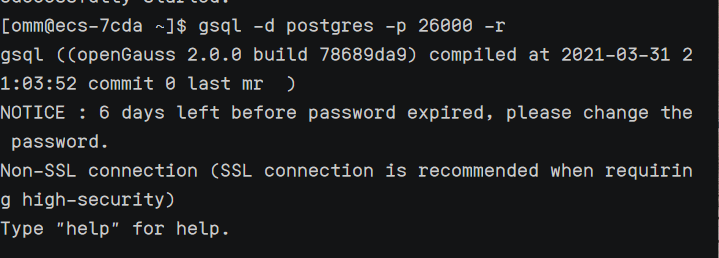 successfully started.
[omm@ecs-7cda ~]$ gsql -d postgres -p 26000 -r
gsql ((openGauss 2.0.0 build 78689da9) compiled at 2021-03-31 2
1:03:52 commit 0 last mr  )
NOTICE : 6 days left before password expired, please change the
 password.
Non-SSL connection (SSL connection is recommended when requirin
g high-security)
Type "help" for help.